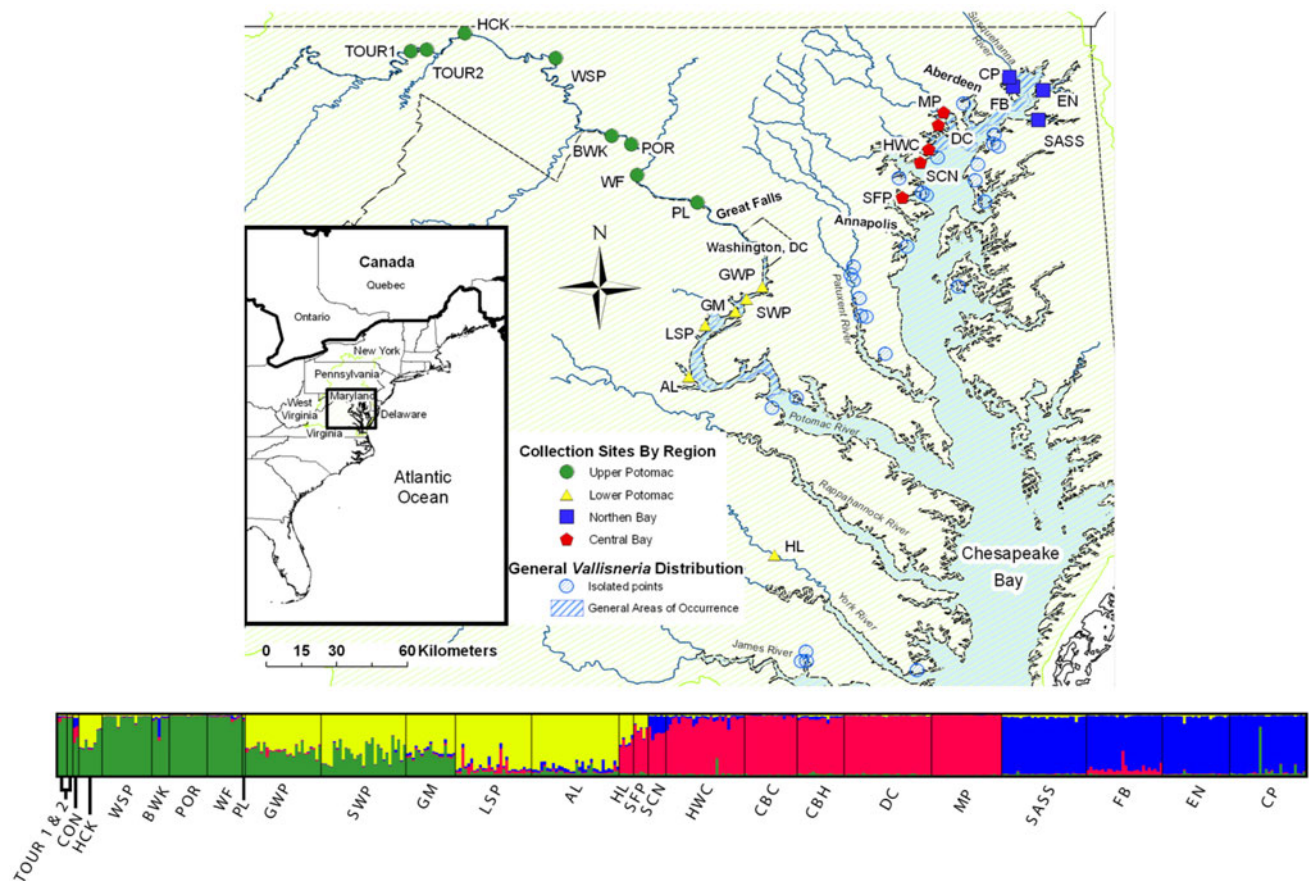 HCK
TOUR1
TOUR2
WSP
BWK
POR
WF
PL
Great Falls
Washington, DC
GWP
SWP
GM
LSP
AL
HL
Susquehanna
River
Aberdeen
CP
FB
EN
SASS
MP
DC
HWC
SCN
SFP
Annapolis
Patuxent River
Potomac River
Rappahannock River
York River
James River
Chesapeake
Bay
N
Canada
Quebec
Ontario
New York
Pennsylvania
Maryland
West
Virginia
Delaware
Virginia
Atlantic
Ocean
0 15 30 60 Kilometers
Collection Sites By Region
Upper Potomac
Lower Potomac
Northen Bay
Central Bay
General Vallisneria Distribution
Isolated points
General Areas of Occurrence
TOUR 1 & 2
CON
HCK
WSP
BWK
POR
WF
PL
GWP
SWP
GM
LSP
AL
HL
SFP
SCN
HWC
CBC
CBH
DC
MP
SASS
FB
EN
CP